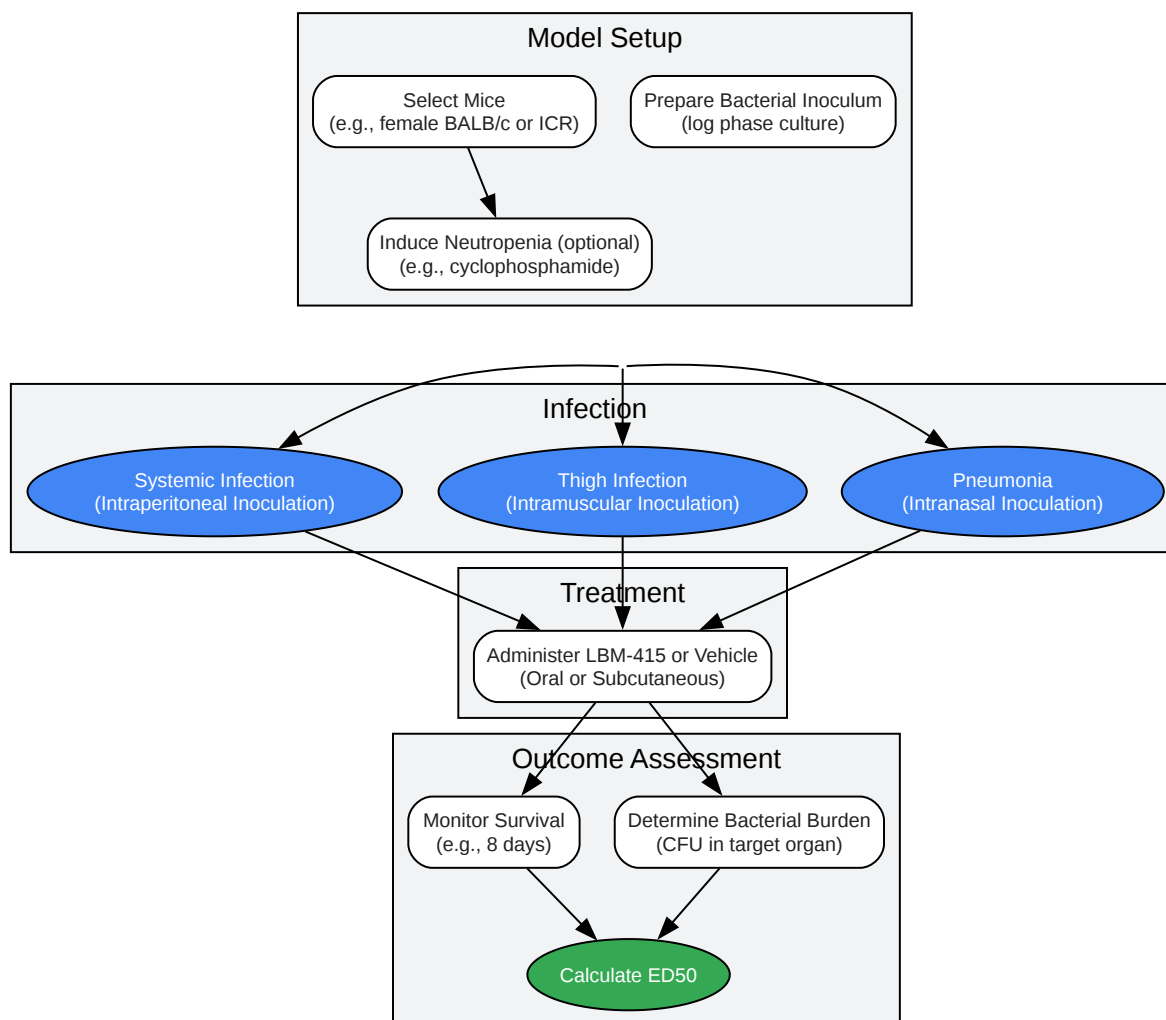 Model Setup
Select Mice
(e.g., female BALB/c or ICR)
Prepare Bacterial Inoculum
(log phase culture)
Induce Neutropenia (optional)
(e.g., cyclophosphamide)
Infection
Systemic Infection
(Intraperitoneal Inoculation)
Thigh Infection
(Intramuscular Inoculation)
Pneumonia
(Intranasal Inoculation)
Treatment
Administer LBM-415 or Vehicle
(Oral or Subcutaneous)
Outcome Assessment
Monitor Survival
(e.g., 8 days)
Determine Bacterial Burden
(CFU in target organ)
Calculate ED50